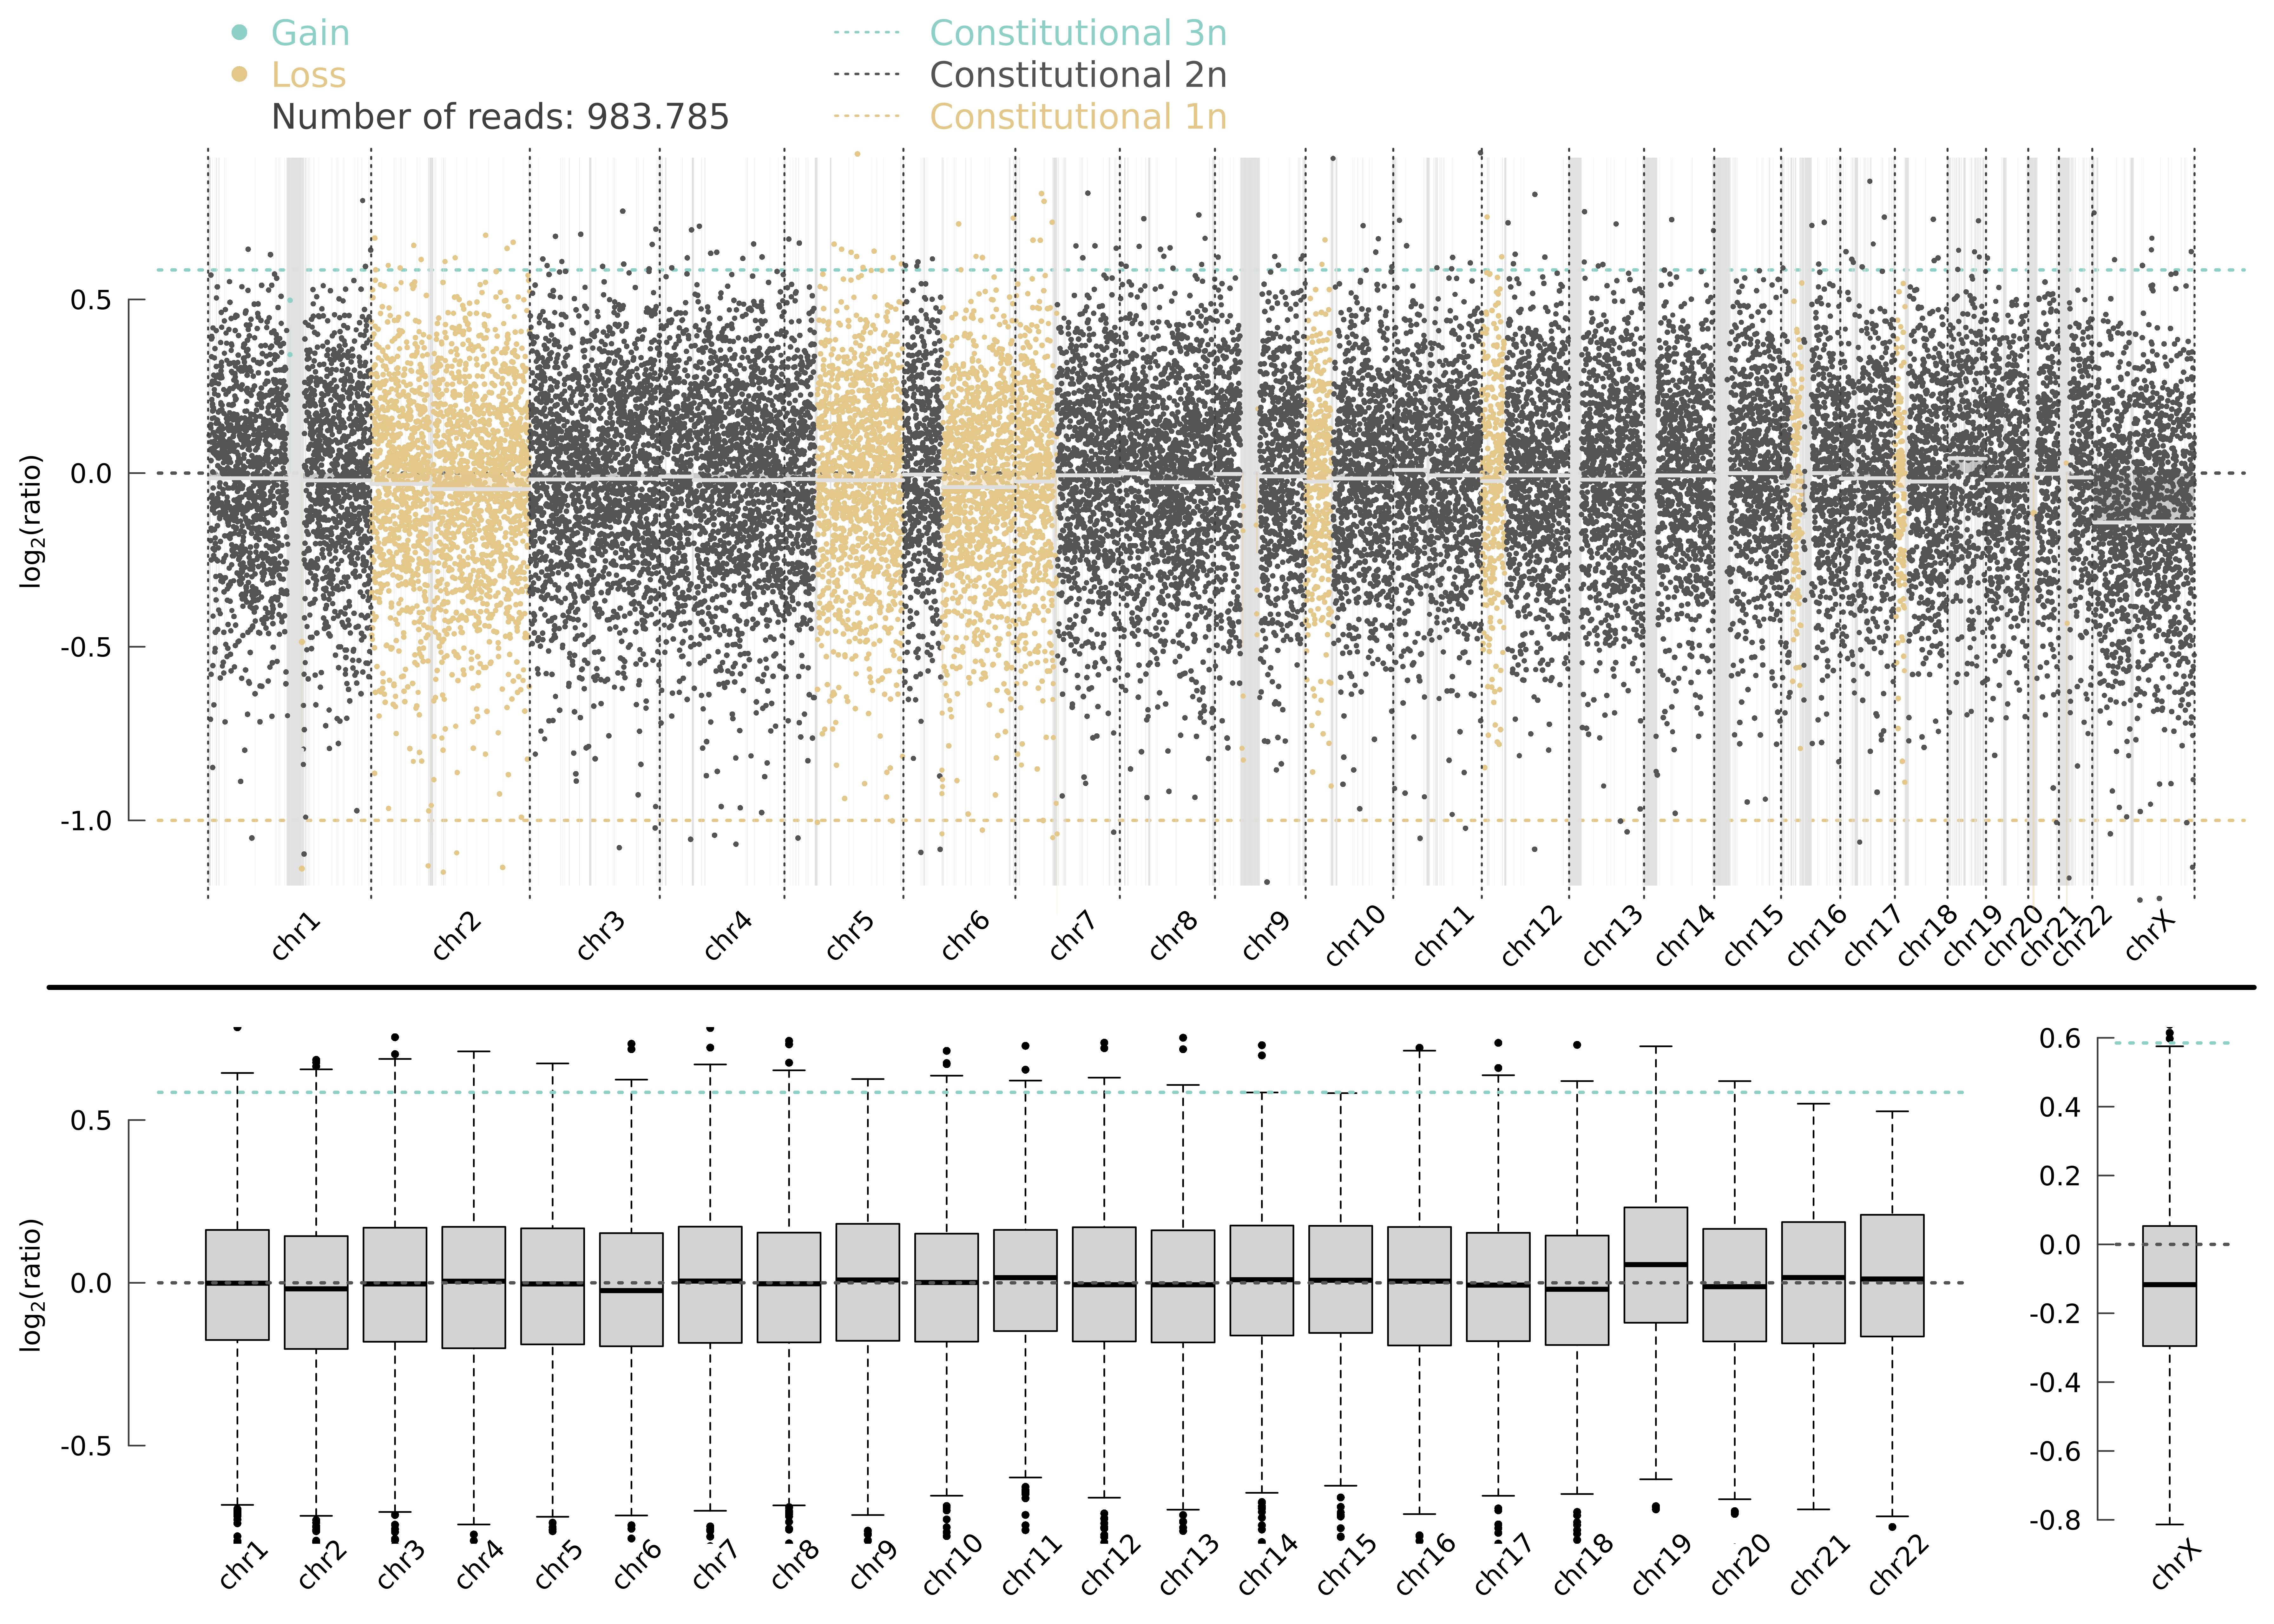 Gain
Loss
Number of reads: 983.785
Constitutional 3n
Constitutional 2n
Constitutional 1n
log2(ratio)
0.5
0.0
-0.5
-1.0
chr1 chr2 chr3 chr4 chr5 chr6 chr7 chr8 chr9 chr10 chr11 chr12 chr13 chr14 chr15 chr16 chr17 chr18 chr19 chr20 chr21 chr22 chrX
log2(ratio)
0.5
0.0
-0.5
chr1 chr2 chr3 chr4 chr5 chr6 chr7 chr8 chr9 chr10 chr11 chr12 chr13 chr14 chr15 chr16 chr17 chr18 chr19 chr20 chr21 chr22
0.6
0.4
0.2
0.0
-0.2
-0.4
-0.6
-0.8
chrX